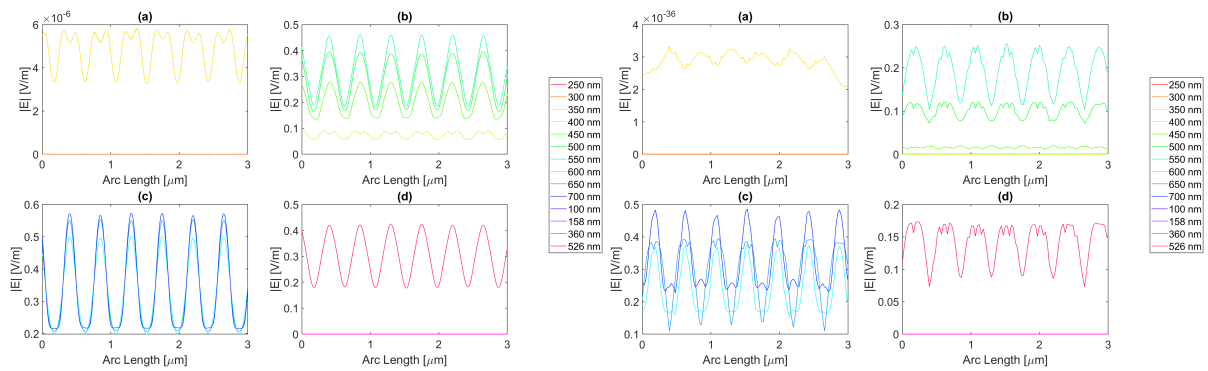 (a)
×10⁻⁶
6
4
2
0
|E| [V/m]
0 1 2 3
Arc Length [μm]
(b)
0.5
0.4
0.3
0.2
0.1
0
|E| [V/m]
0 1 2 3
Arc Length [μm]
(c)
0.6
0.5
0.4
0.3
0.2
|E| [V/m]
0 1 2 3
Arc Length [μm]
(d)
0.5
0.4
0.3
0.2
0.1
0
|E| [V/m]
0 1 2 3
Arc Length [μm]
250 nm
300 nm
350 nm
400 nm
450 nm
500 nm
550 nm
600 nm
650 nm
700 nm
100 nm
158 nm
360 nm
526 nm
(a)
×10⁻³⁶
4
3
2
1
0
|E| [V/m]
0 1 2 3
Arc Length [μm]
(b)
0.3
0.2
0.1
0
|E| [V/m]
0 1 2 3
Arc Length [μm]
(c)
0.5
0.4
0.3
0.2
0.1
|E| [V/m]
0 1 2 3
Arc Length [μm]
(d)
0.2
0.15
0.1
0.05
0
|E| [V/m]
0 1 2 3
Arc Length [μm]
250 nm
300 nm
350 nm
400 nm
450 nm
500 nm
550 nm
600 nm
650 nm
700 nm
100 nm
158 nm
360 nm
526 nm